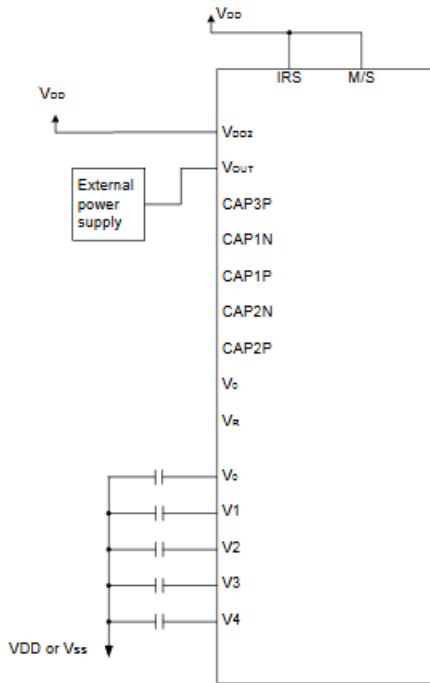 VDD
IRS M/S
VDD
VDD2
VOUT
External
power
supply
CAP3P
CAP1N
CAP1P
CAP2N
CAP2P
V0
VR
V0
V1
V2
V3
V4
VDD or VSS